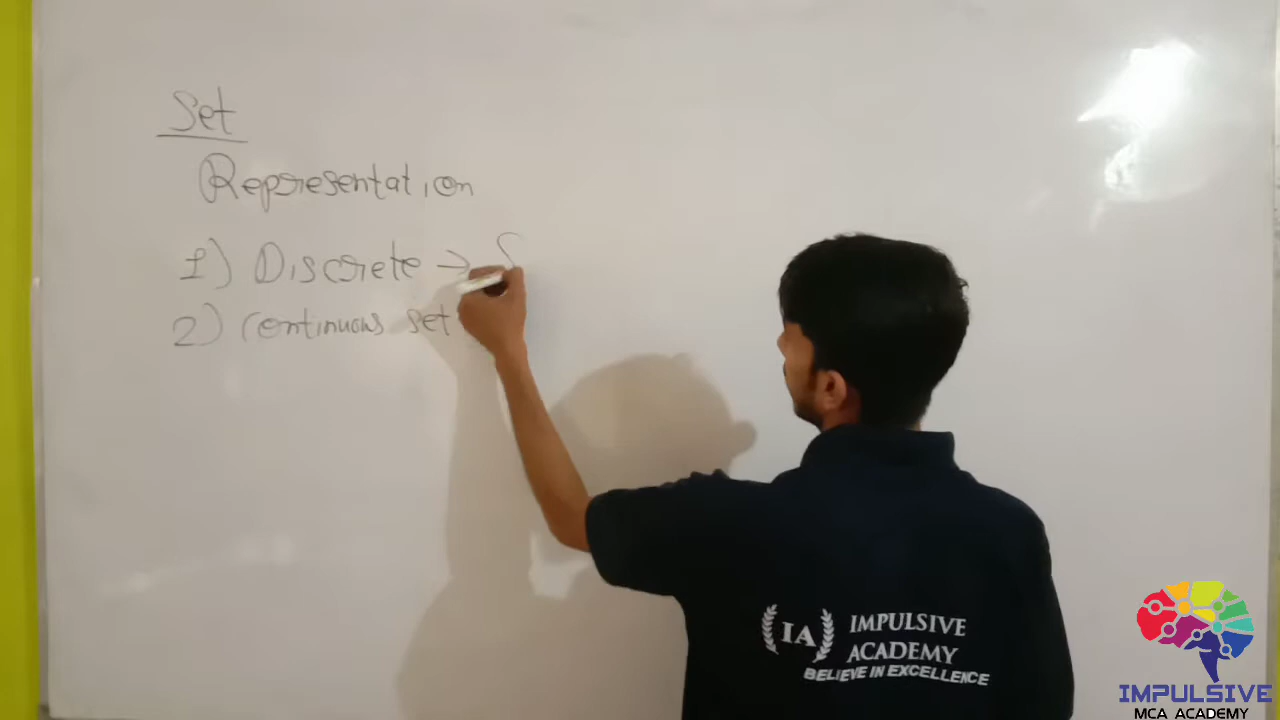 Set
Representation
1) Discrete →
2) Continuous set
IA IMPULSIVE
ACADEMY
BELIEVE IN EXCELLENCE
IMPULSIVE
MCA ACADEMY